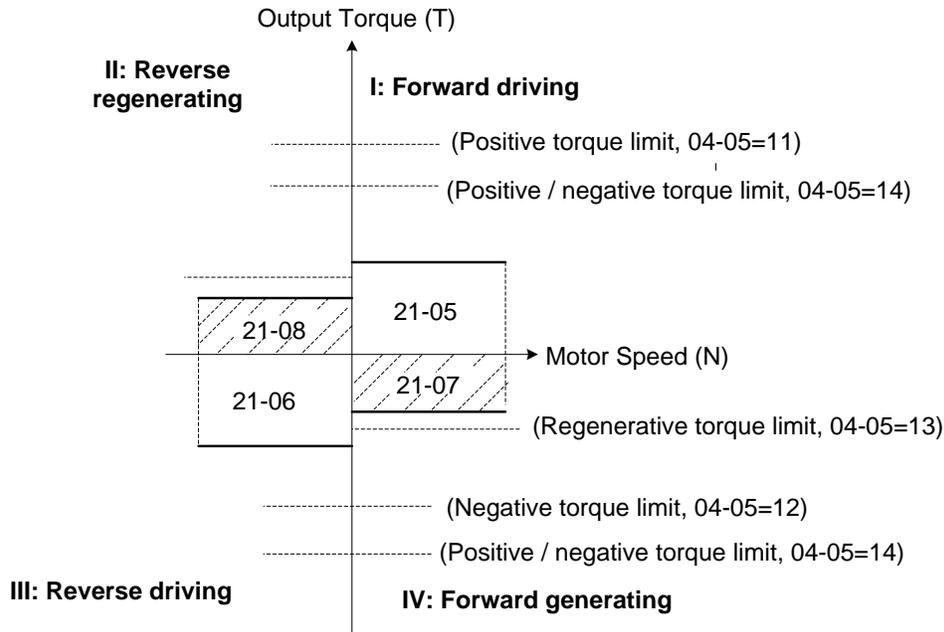 Output Torque (T)
II: Reverse
regenerating
I: Forward driving
(Positive torque limit, 04-05=11)
(Positive / negative torque limit, 04-05=14)
21-05
21-08
Motor Speed (N)
21-07
21-06
(Regenerative torque limit, 04-05=13)
(Negative torque limit, 04-05=12)
(Positive / negative torque limit, 04-05=14)
III: Reverse driving
IV: Forward generating